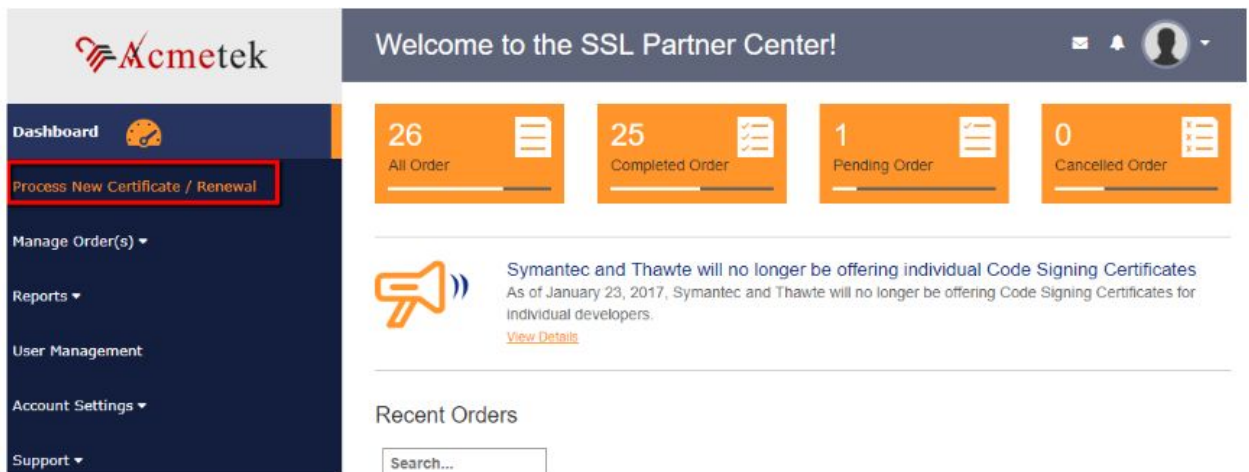 Acmetek
Welcome to the SSL Partner Center!
Dashboard
Process New Certificate / Renewal
Manage Order(s)
Reports
User Management
Account Settings
Support
26
All Order
25
Completed Order
1
Pending Order
0
Cancelled Order
Symantec and Thawte will no longer be offering individual Code Signing Certificates
As of January 23, 2017, Symantec and Thawte will no longer be offering Code Signing Certificates for
individual developers.
View Details
Recent Orders
Search...